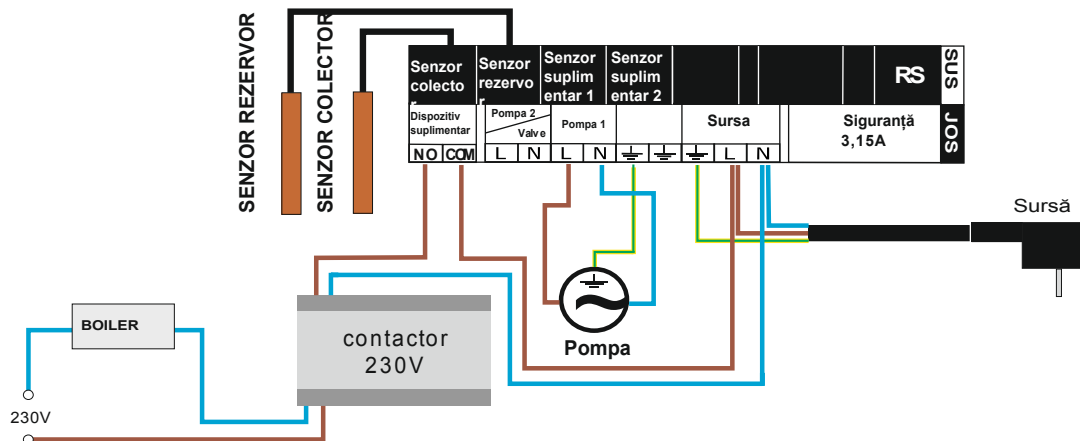 SENZOR REZERVOR
SENZOR COLECTOR
Senzor
colecto
r
Senzor
rezervo
r
Senzor
suplim
entar 1
Senzor
suplim
entar 2
RS
SUS
Dispozitiv
suplimentar
Pompa 2
Valve
Pompa 1
Sursa
Siguranță
3,15A
JOS
NO COM L N L N L N
Sursă
Pompa
BOILER
contactor
230V
230V